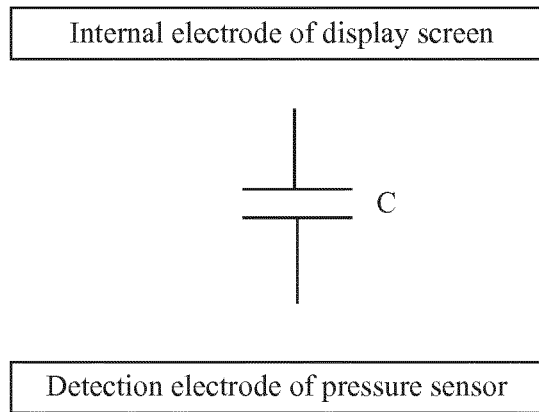 Internal electrode of display screen
C
Detection electrode of pressure sensor